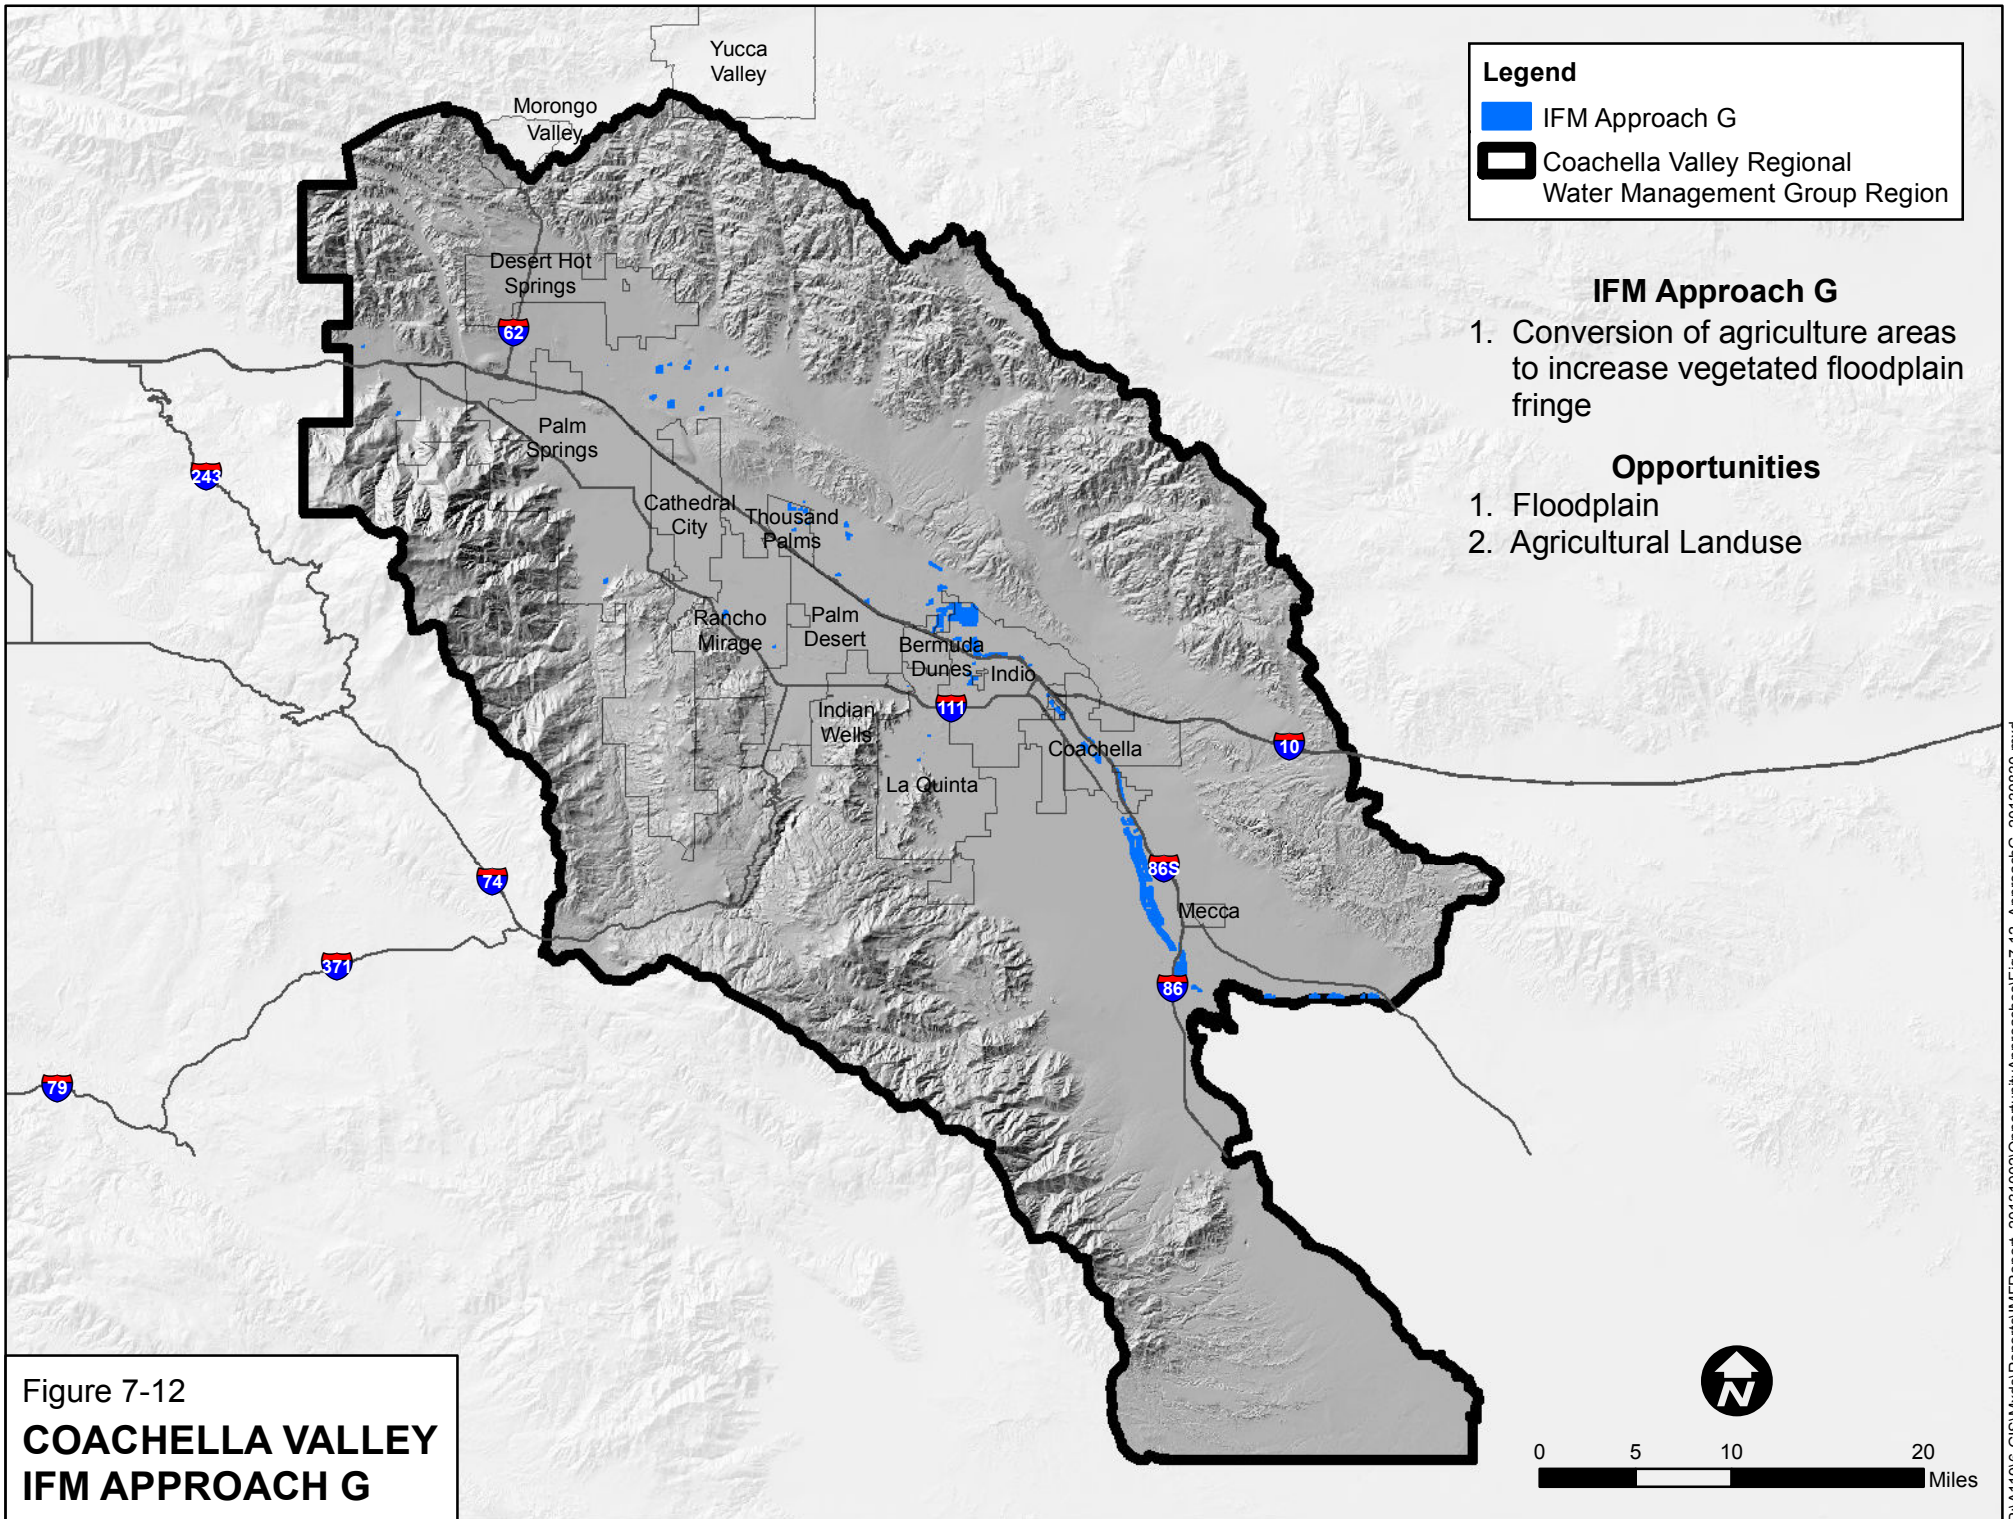 Yucca
Valley
Morongo
Valley
Legend
IFM Approach G
Coachella Valley Regional
Water Management Group Region
Desert Hot
Springs
62
IFM Approach G
1. Conversion of agriculture areas
to increase vegetated floodplain
fringe
Opportunities
1. Floodplain
2. Agricultural Landuse
Palm
Springs
243
Cathedral
City
Thousand
Palms
Rancho
Mirage
Palm
Desert
Bermuda
Dunes
Indio
111
Indian
Wells
10
Coachella
La Quinta
86S
74
Mecca
371
86
79
Figure 7-12
COACHELLA VALLEY
IFM APPROACH G
N
0 5 10 20
Miles